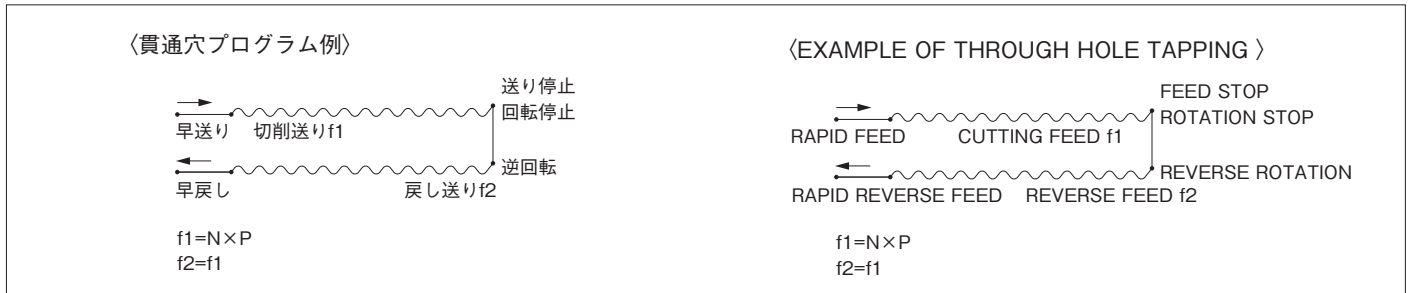 〈貫通穴プログラム例〉
送り停止
回転停止
早送り 切削送りf1
逆回転
早戻し 戻し送りf2
f1=N×P
f2=f1
〈EXAMPLE OF THROUGH HOLE TAPPING 〉
FEED STOP
ROTATION STOP
RAPID FEED CUTTING FEED f1
REVERSE ROTATION
RAPID REVERSE FEED REVERSE FEED f2
f1=N×P
f2=f1